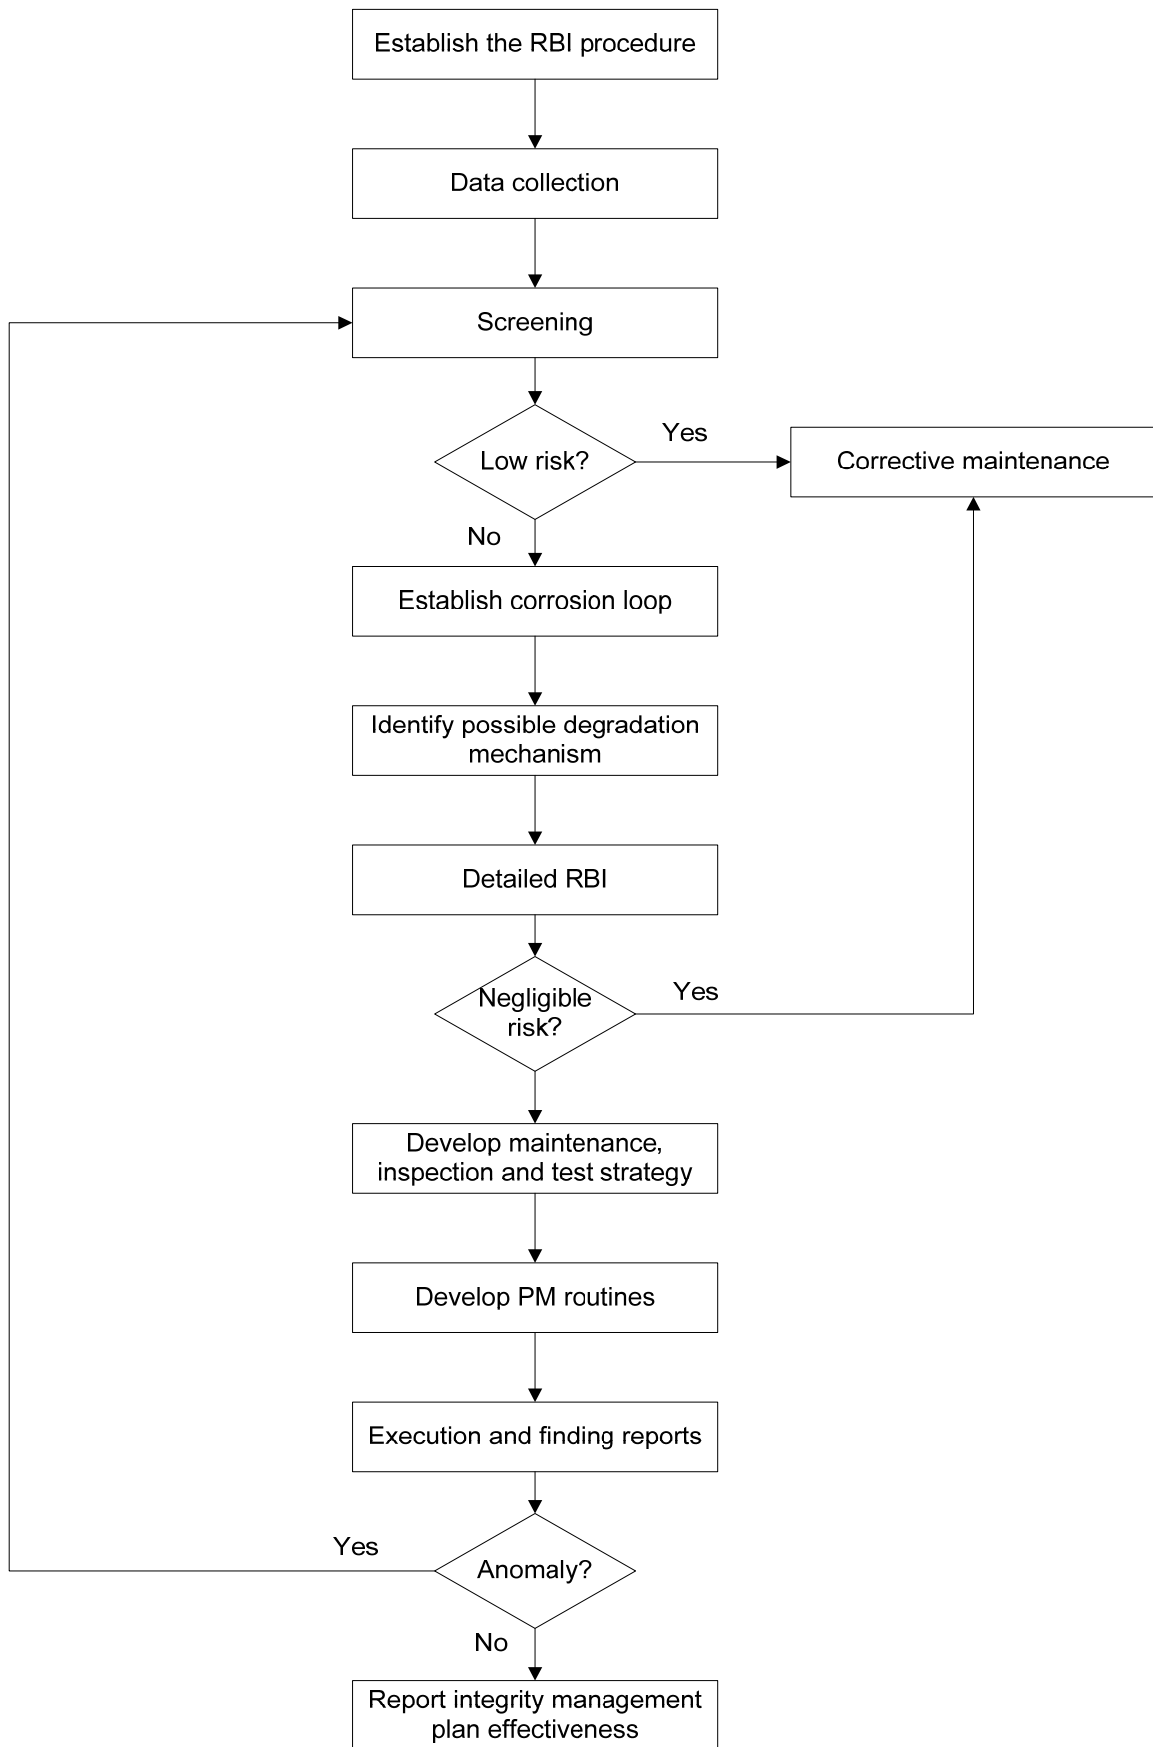 Establish the RBI procedure
Data collection
Screening
Low risk?
Yes
Corrective maintenance
No
Establish corrosion loop
Identify possible degradation
mechanism
Detailed RBI
Negligible
risk?
Yes
Develop maintenance,
inspection and test strategy
Develop PM routines
Execution and finding reports
Yes
Anomaly?
No
Report integrity management
plan effectiveness